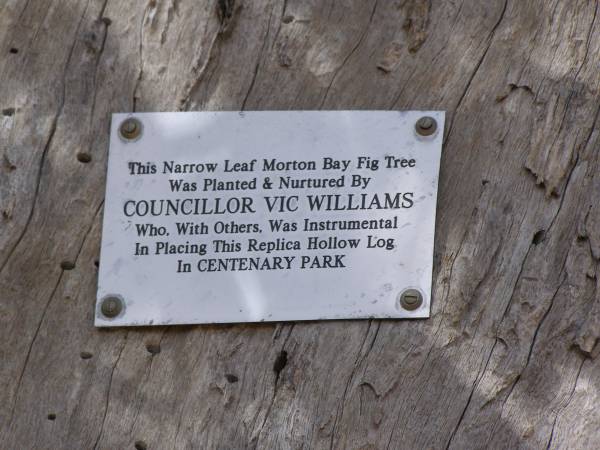 This Narrow Leaf Morton Bay Fig Tree
Was Planted & Nurtured By
COUNCILLOR VIC WILLIAMS
Who, With Others, Was Instrumental
In Placing This Replica Hollow Log
In CENTENARY PARK